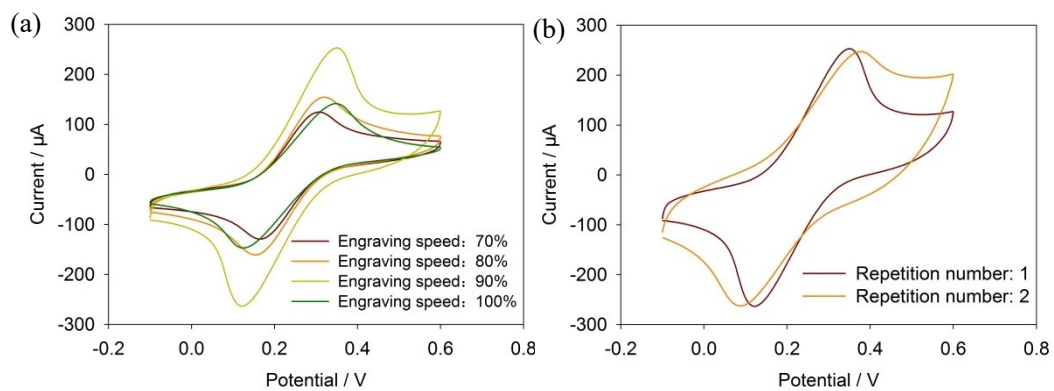 (a)
300
200
100
0
-100
-200
-300
Current / µA
-0.2
0.0
0.2
0.4
0.6
0.8
Potential / V
Engraving speed：70%
Engraving speed：80%
Engraving speed：90%
Engraving speed：100%
(b)
300
200
100
0
-100
-200
-300
Current / µA
-0.2
0.0
0.2
0.4
0.6
0.8
Potential / V
Repetition number: 1
Repetition number: 2